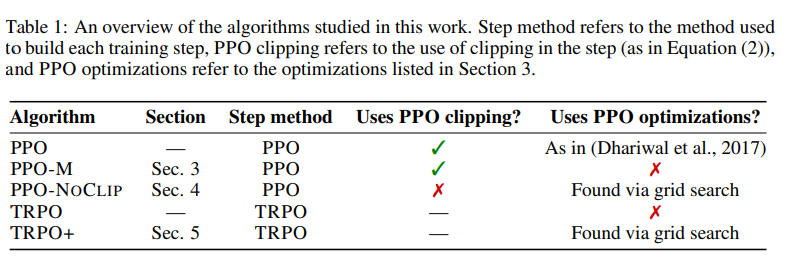 Table 1: An overview of the algorithms studied in this work. Step method refers to the method used
to build each training step, PPO clipping refers to the use of clipping in the step (as in Equation (2)),
and PPO optimizations refer to the optimizations listed in Section 3.
Algorithm Section Step method Uses PPO clipping? Uses PPO optimizations?
PPO — PPO ✓ As in (Dhariwal et al., 2017)
PPO-M Sec. 3 PPO ✓ ✗
PPO-NOCLIP Sec. 4 PPO ✗ Found via grid search
TRPO — TRPO — ✗
TRPO+ Sec. 5 TRPO — Found via grid search